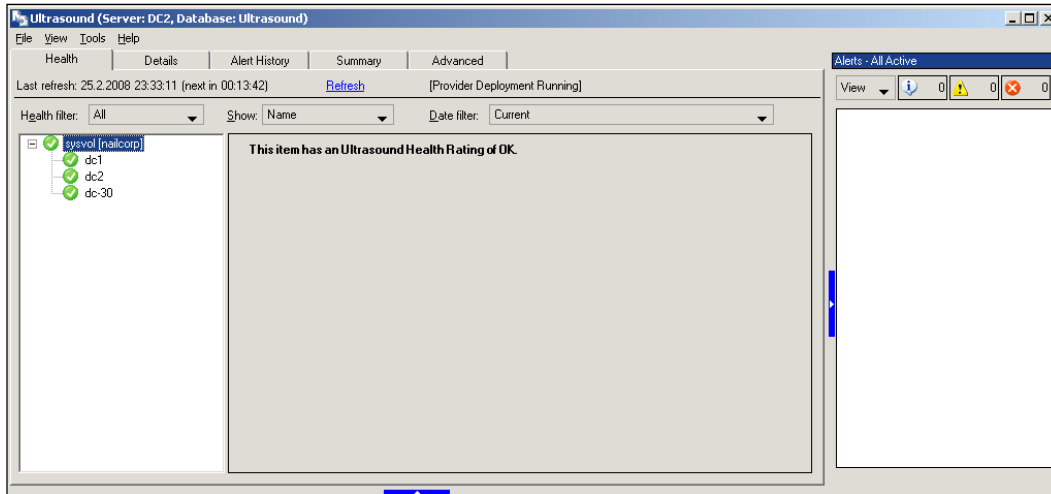 Ultrasound (Server: DC2, Database: Ultrasound)
File View Tools Help
Health Details Alert History Summary Advanced
Last refresh: 25.2.2008 23:33:11 (next in 00:13:42) Refresh [Provider Deployment Running]
Health filter: All Show: Name Date filter: Current
sysvol [nailcorp]
dc1
dc2
dc-30
This item has an Ultrasound Health Rating of OK.
Alerts - All Active
View 0 0 0